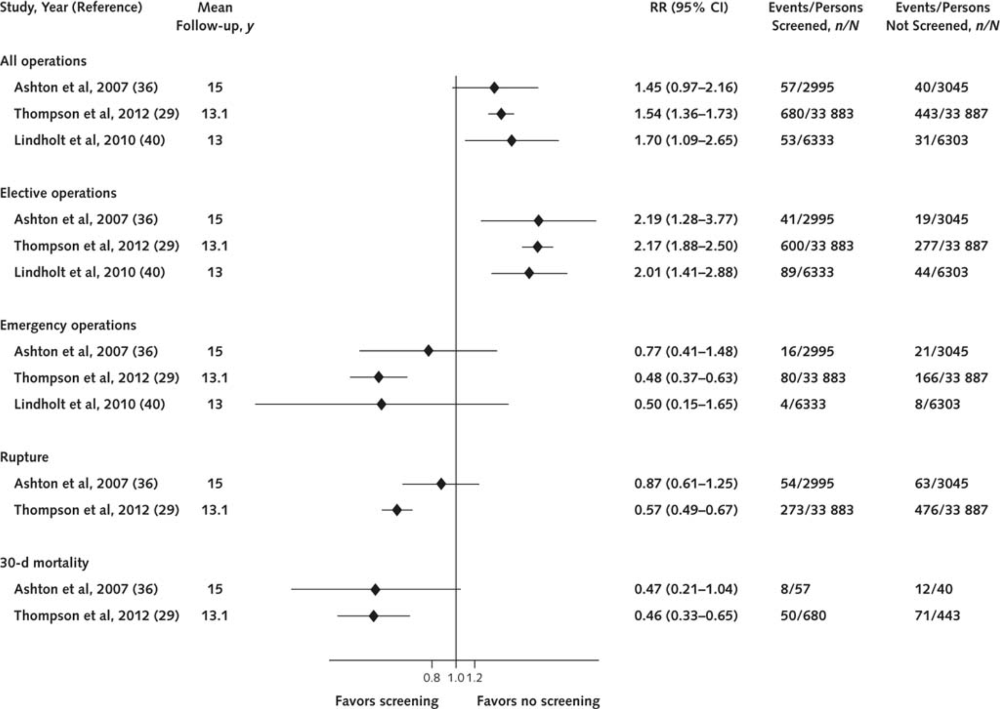 Study, Year (Reference) Mean Follow-up, y RR (95% CI) Events/Persons Screened, n/N Events/Persons Not Screened, n/N
All operations
Ashton et al, 2007 (36) 15 1.45 (0.97–2.16) 57/2995 40/3045
Thompson et al, 2012 (29) 13.1 1.54 (1.36–1.73) 680/33 883 443/33 887
Lindholt et al, 2010 (40) 13 1.70 (1.09–2.65) 53/6333 31/6303
Elective operations
Ashton et al, 2007 (36) 15 2.19 (1.28–3.77) 41/2995 19/3045
Thompson et al, 2012 (29) 13.1 2.17 (1.88–2.50) 600/33 883 277/33 887
Lindholt et al, 2010 (40) 13 2.01 (1.41–2.88) 89/6333 44/6303
Emergency operations
Ashton et al, 2007 (36) 15 0.77 (0.41–1.48) 16/2995 21/3045
Thompson et al, 2012 (29) 13.1 0.48 (0.37–0.63) 80/33 883 166/33 887
Lindholt et al, 2010 (40) 13 0.50 (0.15–1.65) 4/6333 8/6303
Rupture
Ashton et al, 2007 (36) 15 0.87 (0.61–1.25) 54/2995 63/3045
Thompson et al, 2012 (29) 13.1 0.57 (0.49–0.67) 273/33 883 476/33 887
30-d mortality
Ashton et al, 2007 (36) 15 0.47 (0.21–1.04) 8/57 12/40
Thompson et al, 2012 (29) 13.1 0.46 (0.33–0.65) 50/680 71/443
0.8 1.0 1.2
Favors screening Favors no screening